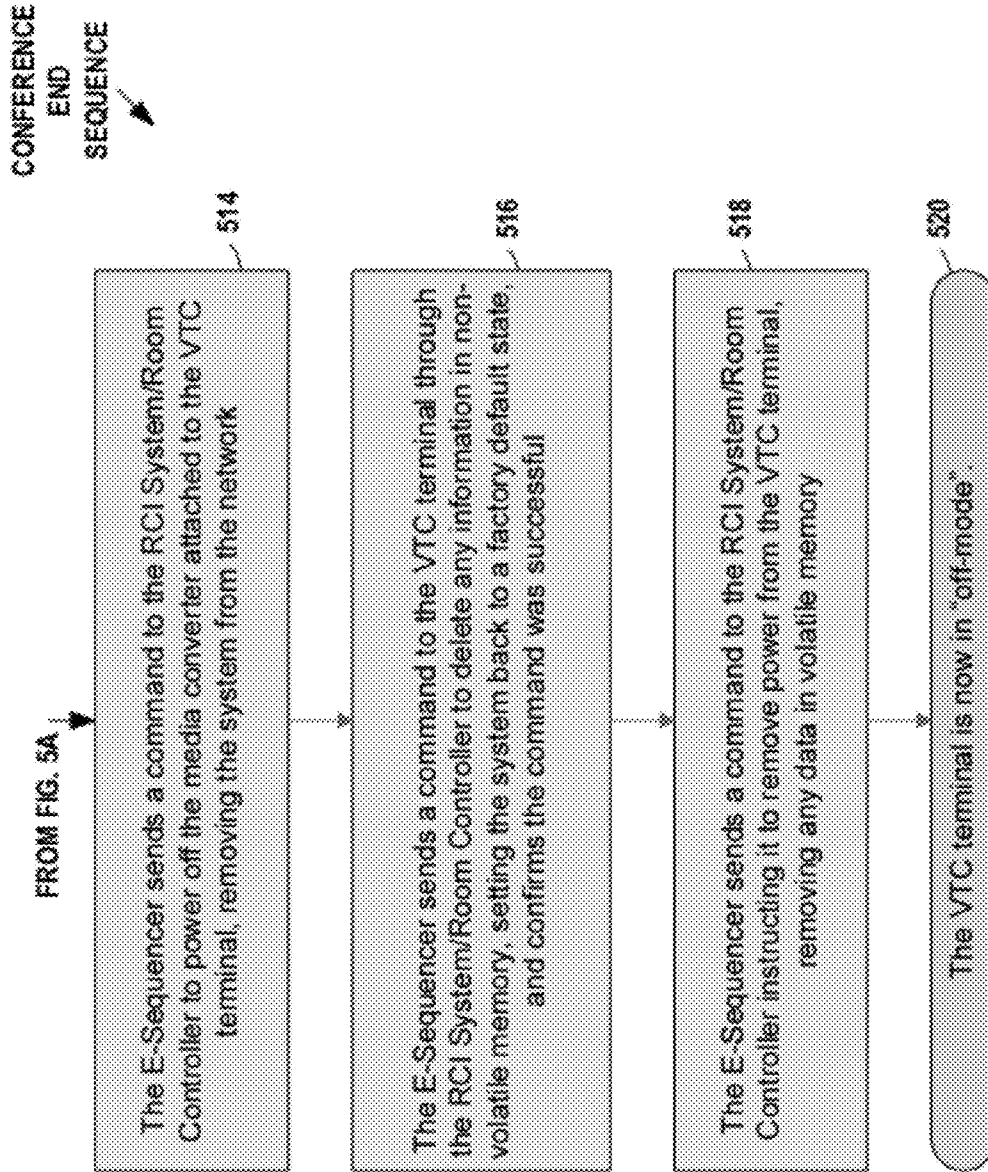 CONFERENCE
END
SEQUENCE
FROM FIG. 5A
514
The E-Sequencer sends a command to the RCI System/Room
Controller to power off the media converter attached to the VTC
terminal, removing the system from the network
516
The E-Sequencer sends a command to the VTC terminal through
the RCI System/Room Controller to delete any information in non-
volatile memory, setting the system back to a factory default state,
and confirms the command was successful
518
The E-Sequencer sends a command to the RCI System/Room
Controller instructing it to remove power from the VTC terminal,
removing any data in volatile memory
520
The VTC terminal is now in "off-mode".